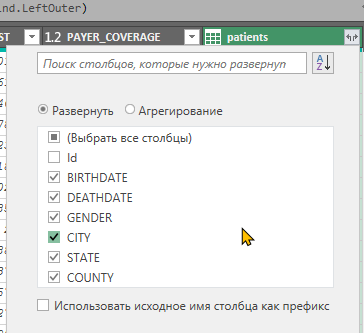 ind.LeftOuter)
ST 1.2 PAYER_COVERAGE patients
Поиск столбцов, которые нужно развернут
A
Z
Развернуть Агрегирование
(Выбрать все столбцы)
Id
BIRTHDATE
DEATHDATE
GENDER
CITY
STATE
COUNTY
Использовать исходное имя столбца как префикс